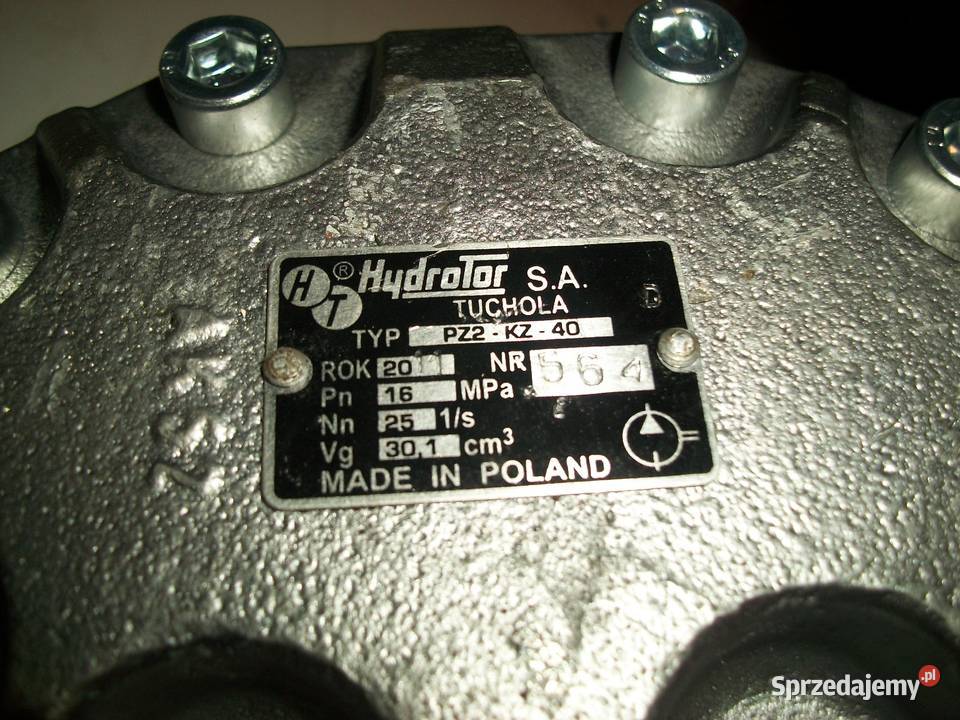 HT ® HydroTor S.A.
TUCHOLA
D
TYP PZ2 - KZ - 40
ROK 2011 NR 564
Pn 16 MPa
Nn 25 1/s
Vg 30,1 cm³
MADE IN POLAND
Sprzedajemy.pl